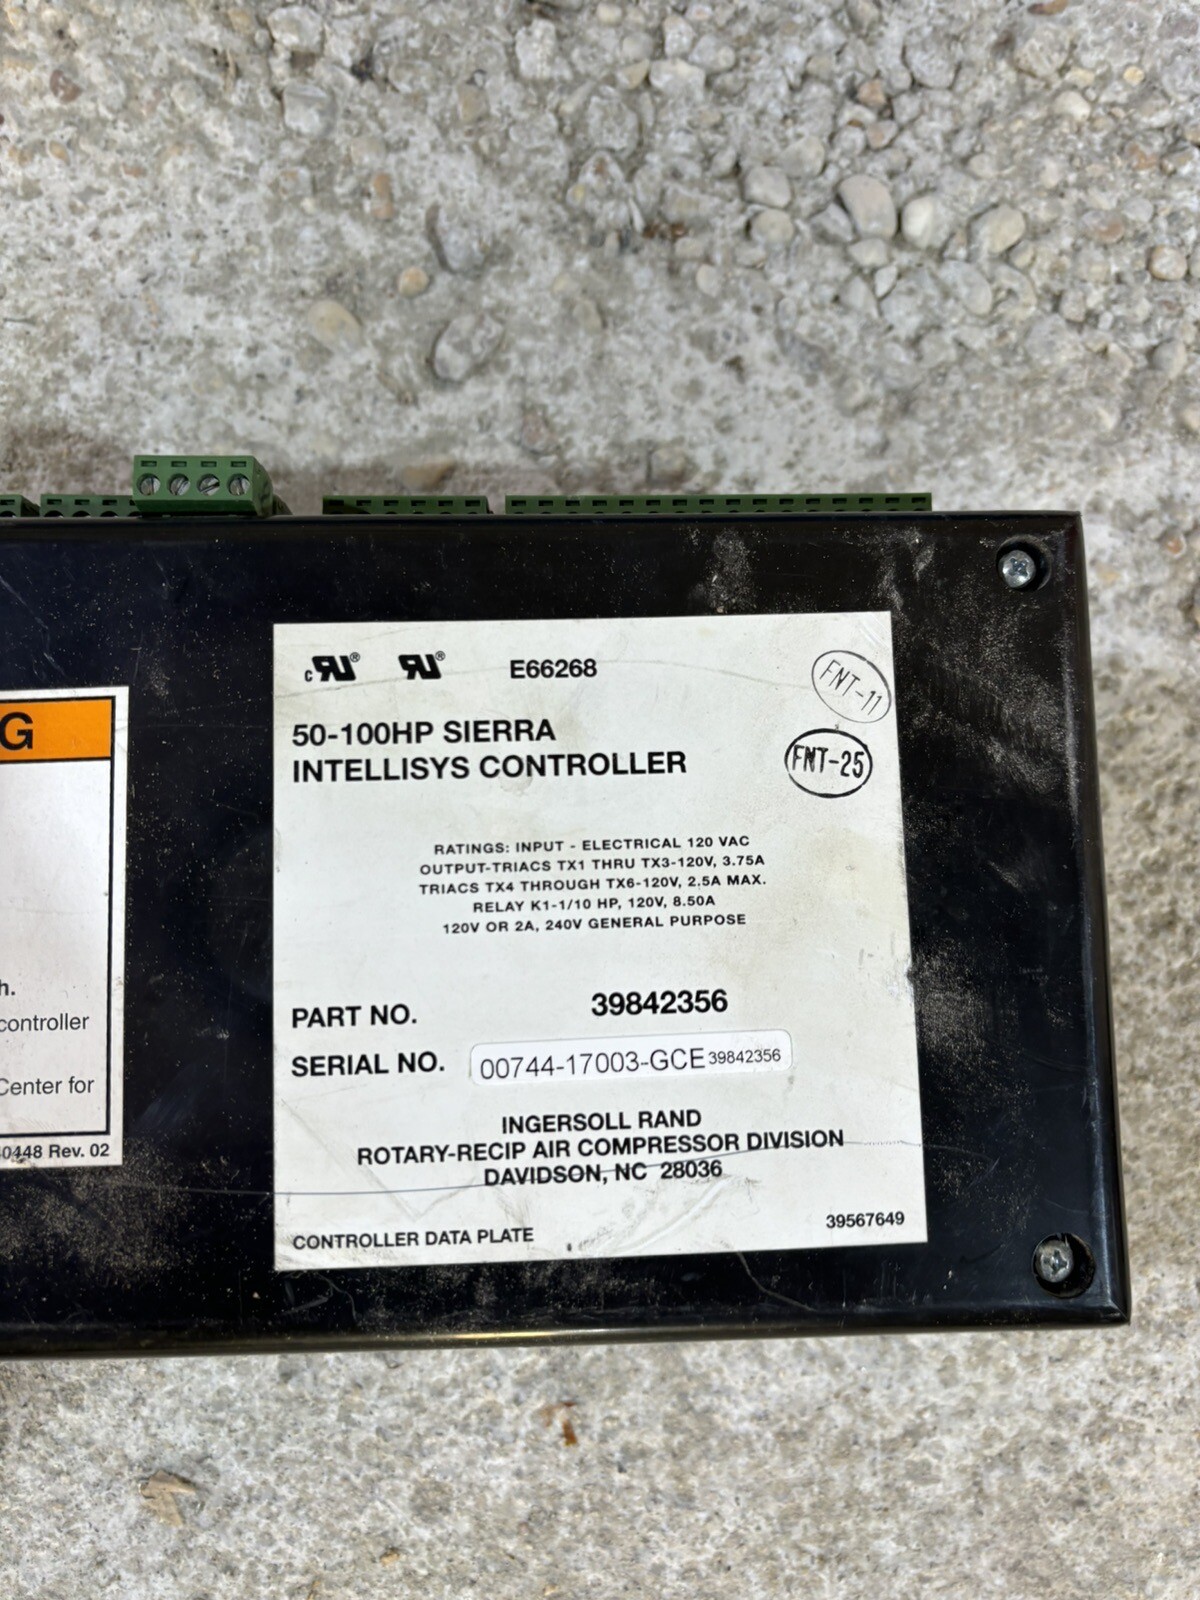 G
h.
controller
Center for
0448 Rev. 02
c RU® RU® E66268
FNT-11
50-100HP SIERRA
INTELLISYS CONTROLLER
FNT-25
RATINGS: INPUT - ELECTRICAL 120 VAC
OUTPUT-TRIACS TX1 THRU TX3-120V, 3.75A
TRIACS TX4 THROUGH TX6-120V, 2.5A MAX.
RELAY K1-1/10 HP, 120V, 8.50A
120V OR 2A, 240V GENERAL PURPOSE
PART NO. 39842356
SERIAL NO. 00744-17003-GCE 39842356
INGERSOLL RAND
ROTARY-RECIP AIR COMPRESSOR DIVISION
DAVIDSON, NC 28036
CONTROLLER DATA PLATE 39567649